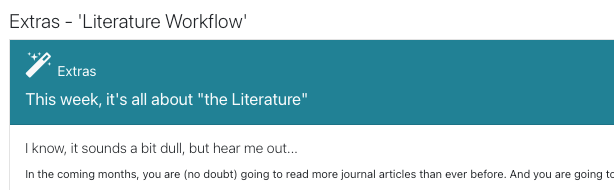 Extras - 'Literature Workflow'
Extras
This week, it's all about "the Literature"
I know, it sounds a bit dull, but hear me out...
In the coming months, you are (no doubt) going to read more journal articles than ever before. And you are going to